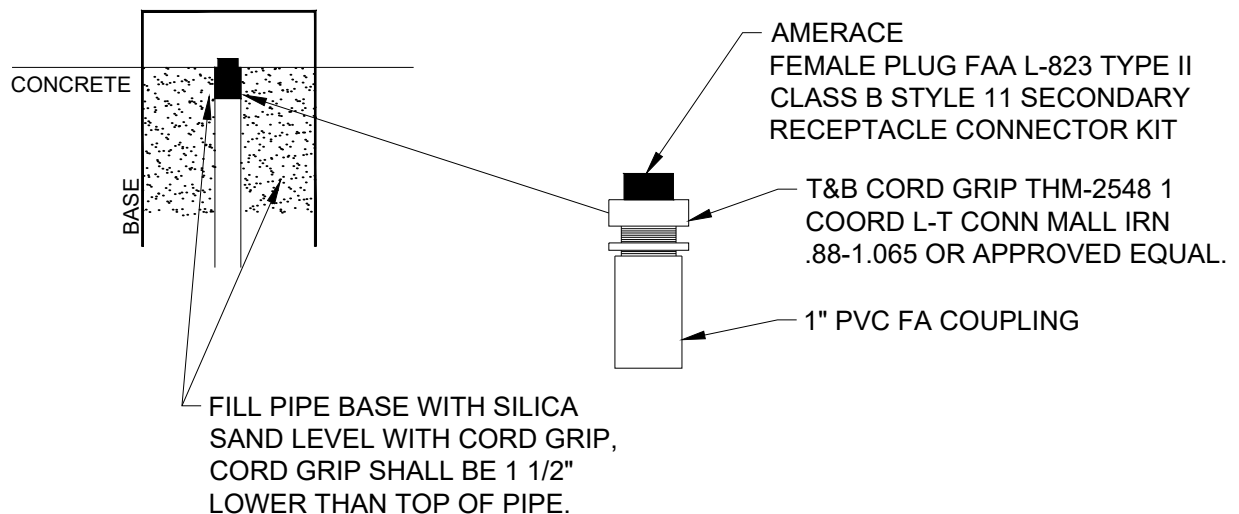 CONCRETE
BASE
AMERACE
FEMALE PLUG FAA L-823 TYPE II
CLASS B STYLE 11 SECONDARY
RECEPTACLE CONNECTOR KIT
T&B CORD GRIP THM-2548 1
COORD L-T CONN MALL IRN
.88-1.065 OR APPROVED EQUAL.
1" PVC FA COUPLING
FILL PIPE BASE WITH SILICA
SAND LEVEL WITH CORD GRIP,
CORD GRIP SHALL BE 1 1/2"
LOWER THAN TOP OF PIPE.